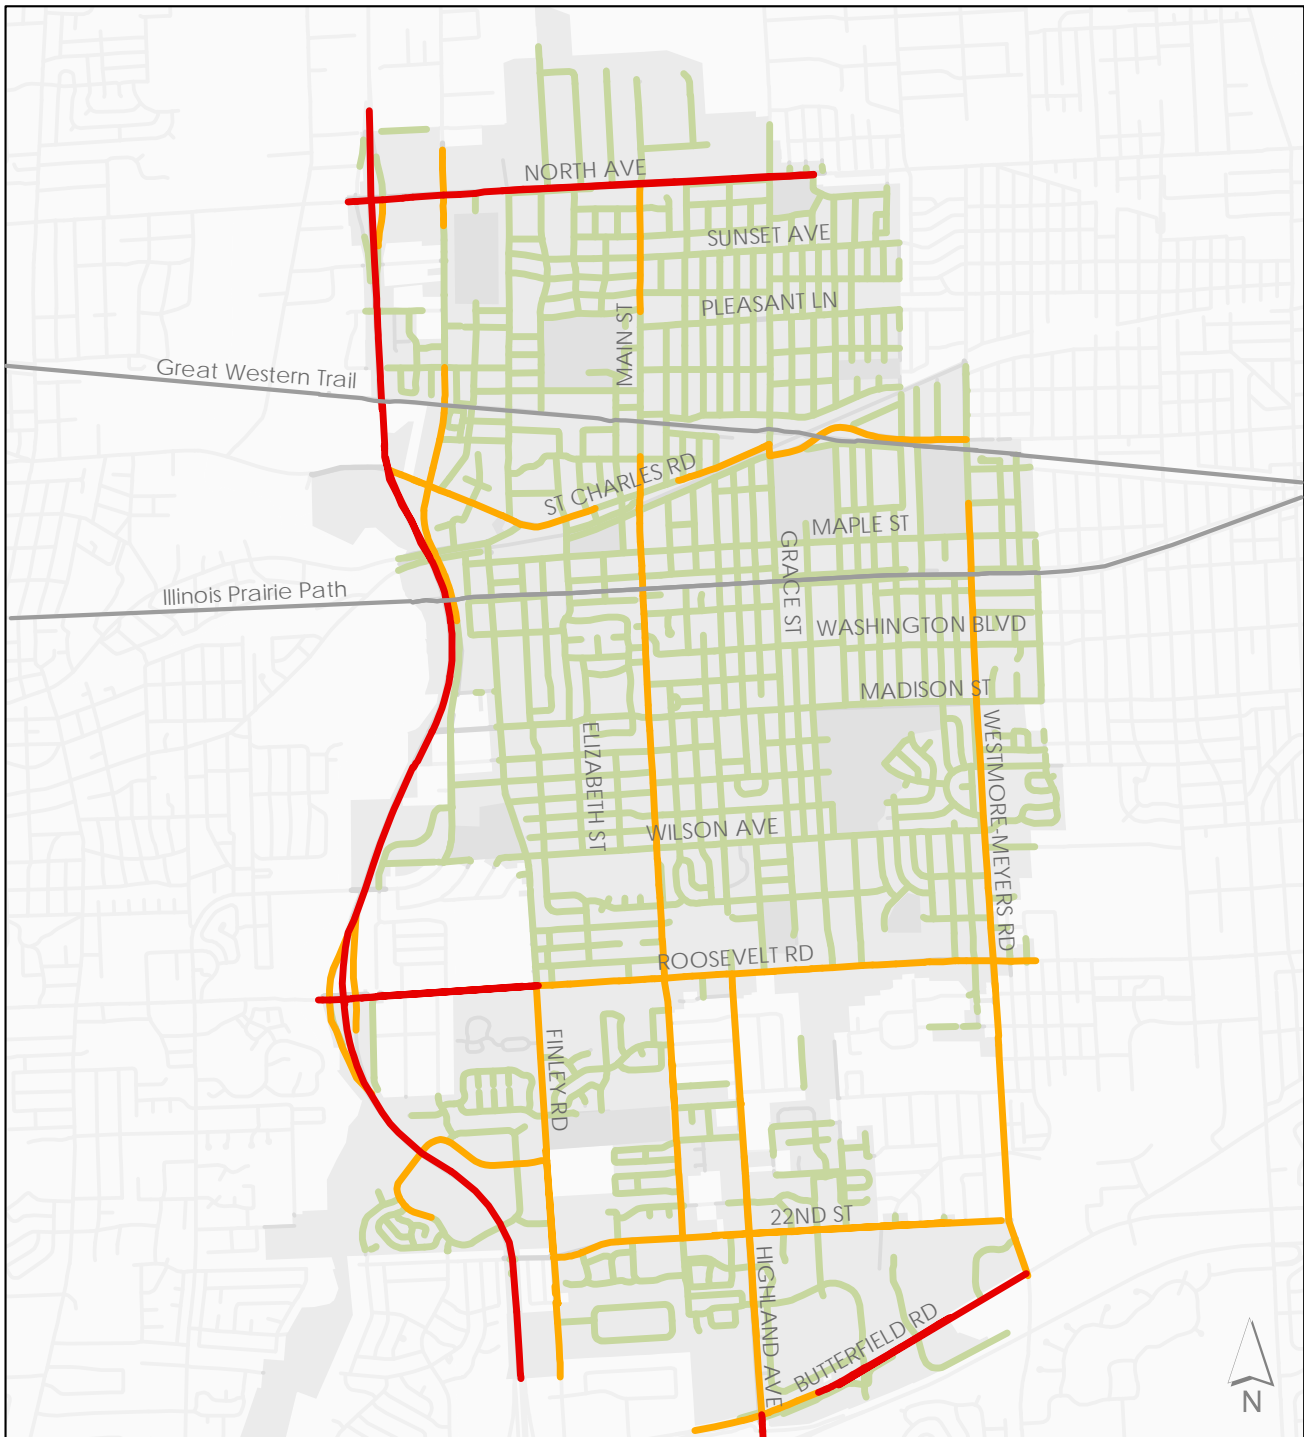 NORTH AVE
SUNSET AVE
PLEASANT LN
MAIN ST
Great Western Trail
ST CHARLES RD
MAPLE ST
GRACE ST
Illinois Prairie Path
WASHINGTON BLVD
MADISON ST
ELIZABETH ST
WESTMORE-MEYERS RD
WILSON AVE
ROOSEVELT RD
FINLEY RD
22ND ST
HIGHLAND AVE
BUTTERFIELD RD
N